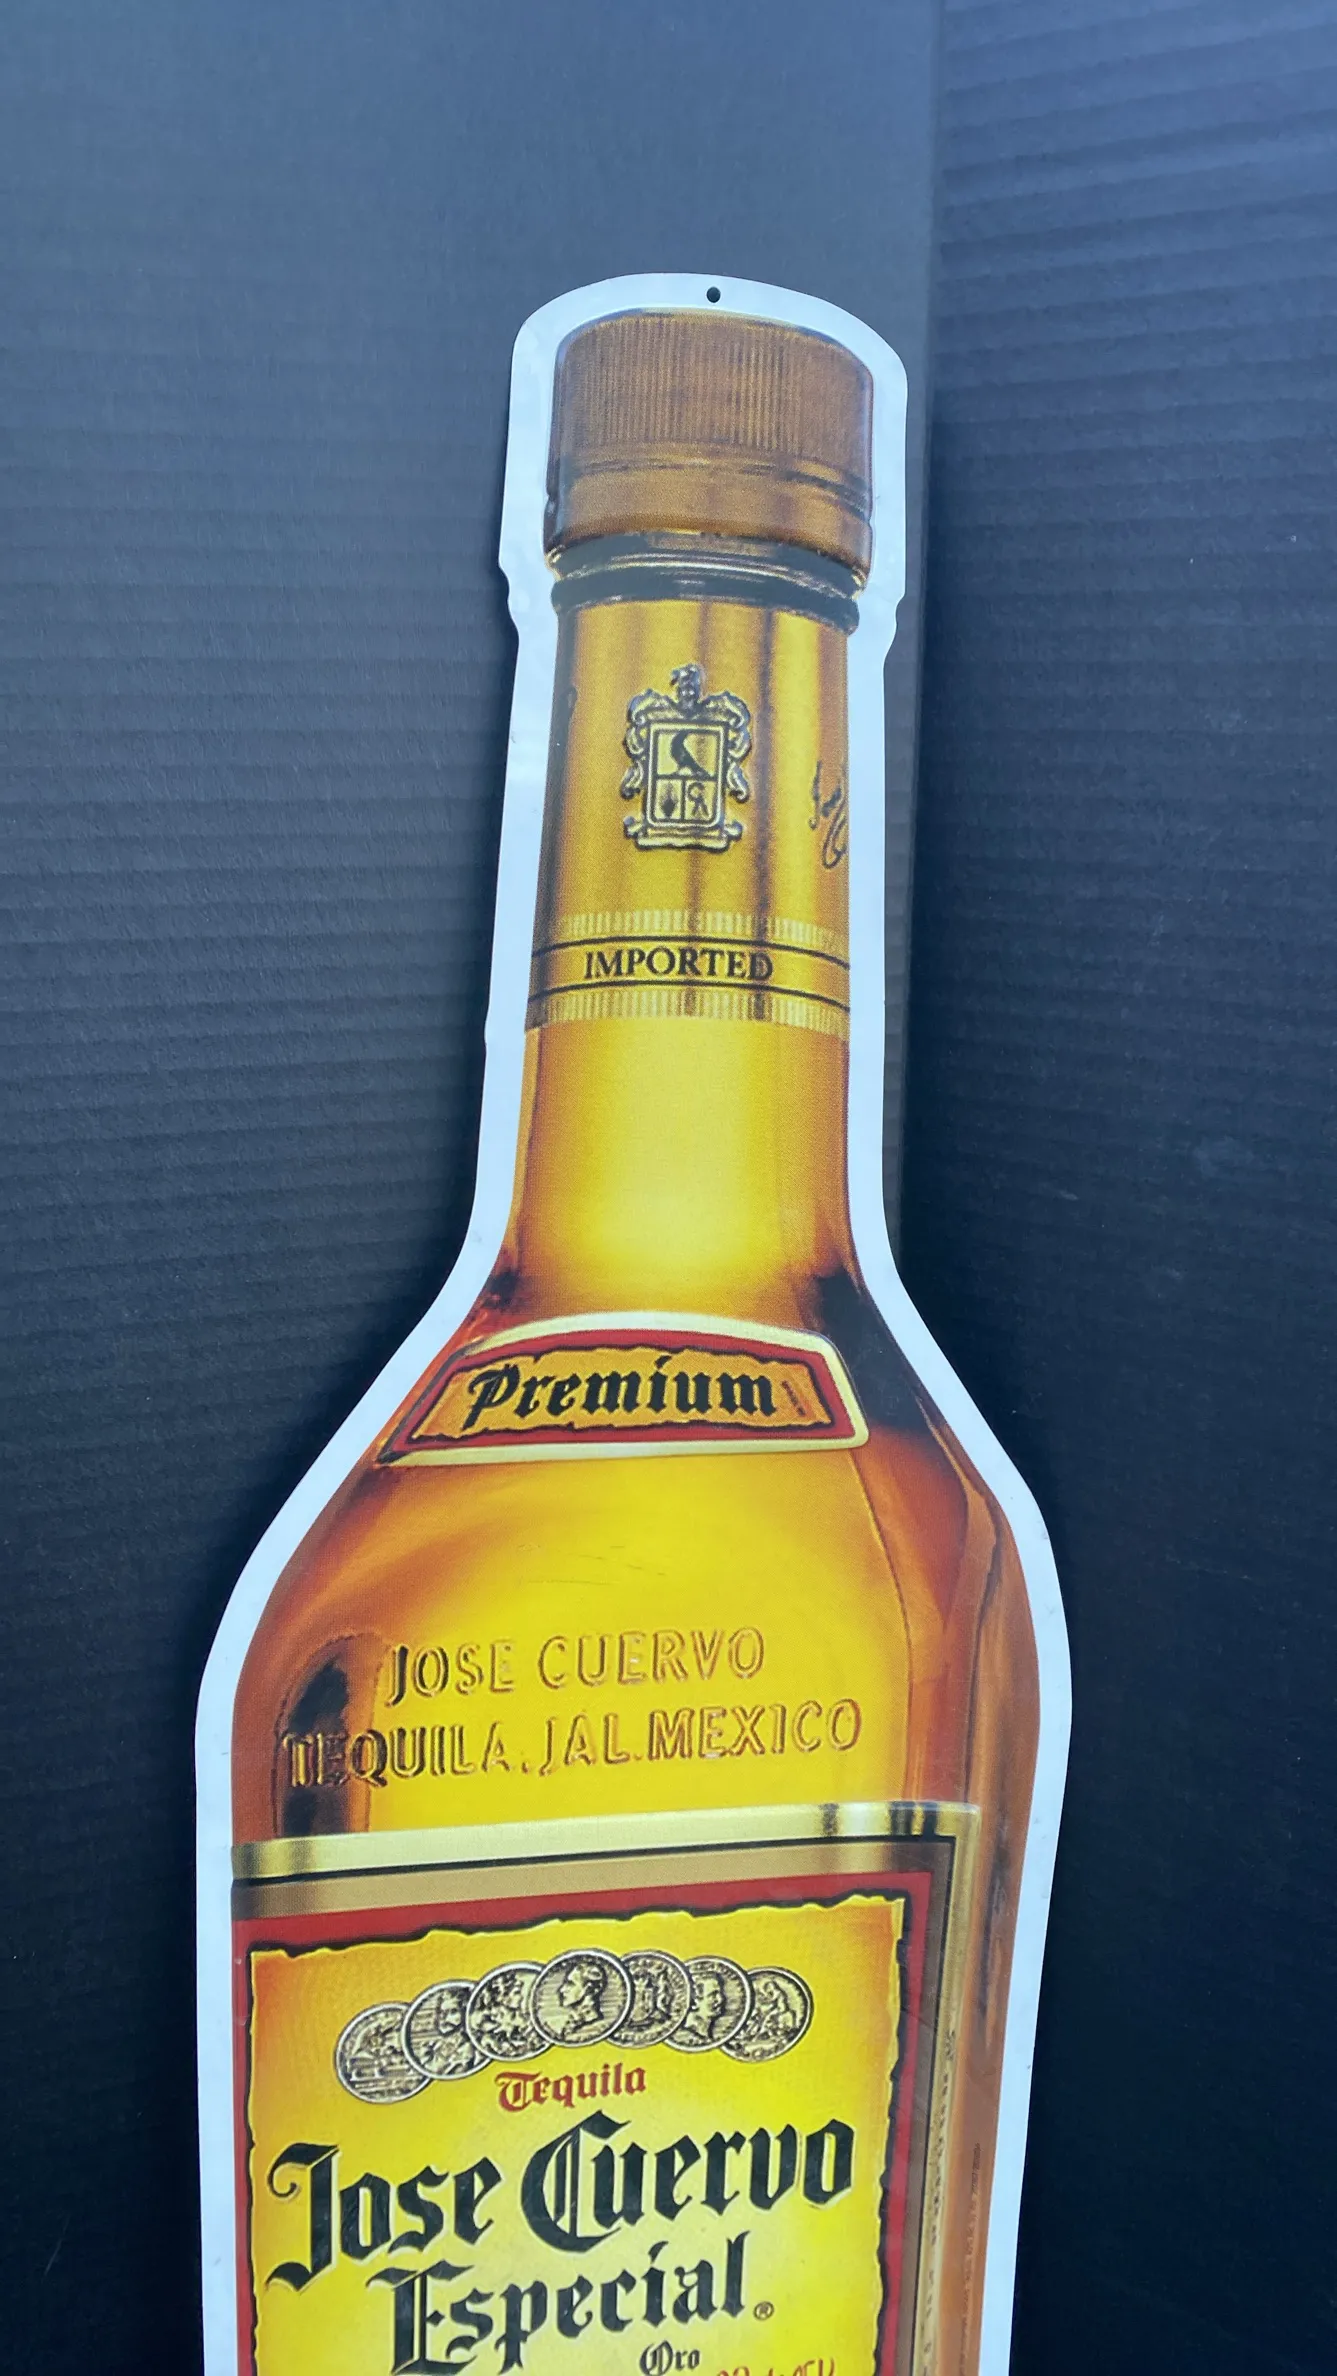 IMPORTED
Premium
JOSE CUERVO
TEQUILA. JAL. MEXICO
Tequila
Jose Cuervo
Especial®
Oro